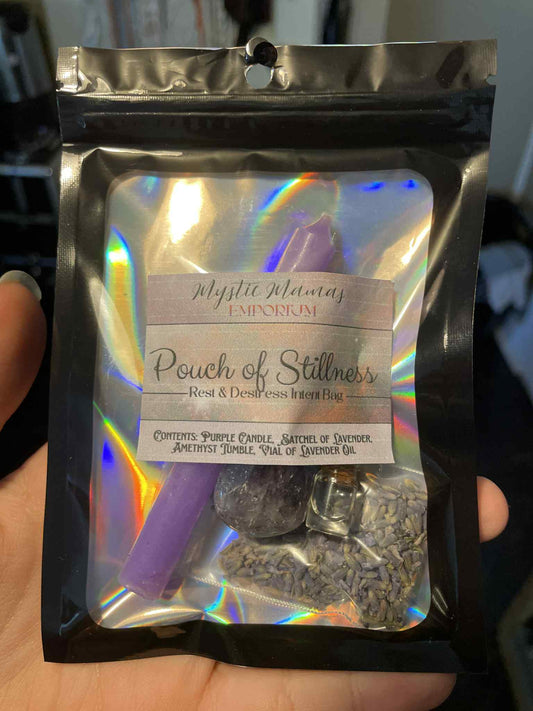 Mystic Mamas
EMPORIUM
Pouch of Stillness
Rest & Destress Intent Bag
Contents: Purple Candle, Satchel of Lavender,
Amethyst Tumble, Vial of Lavender Oil